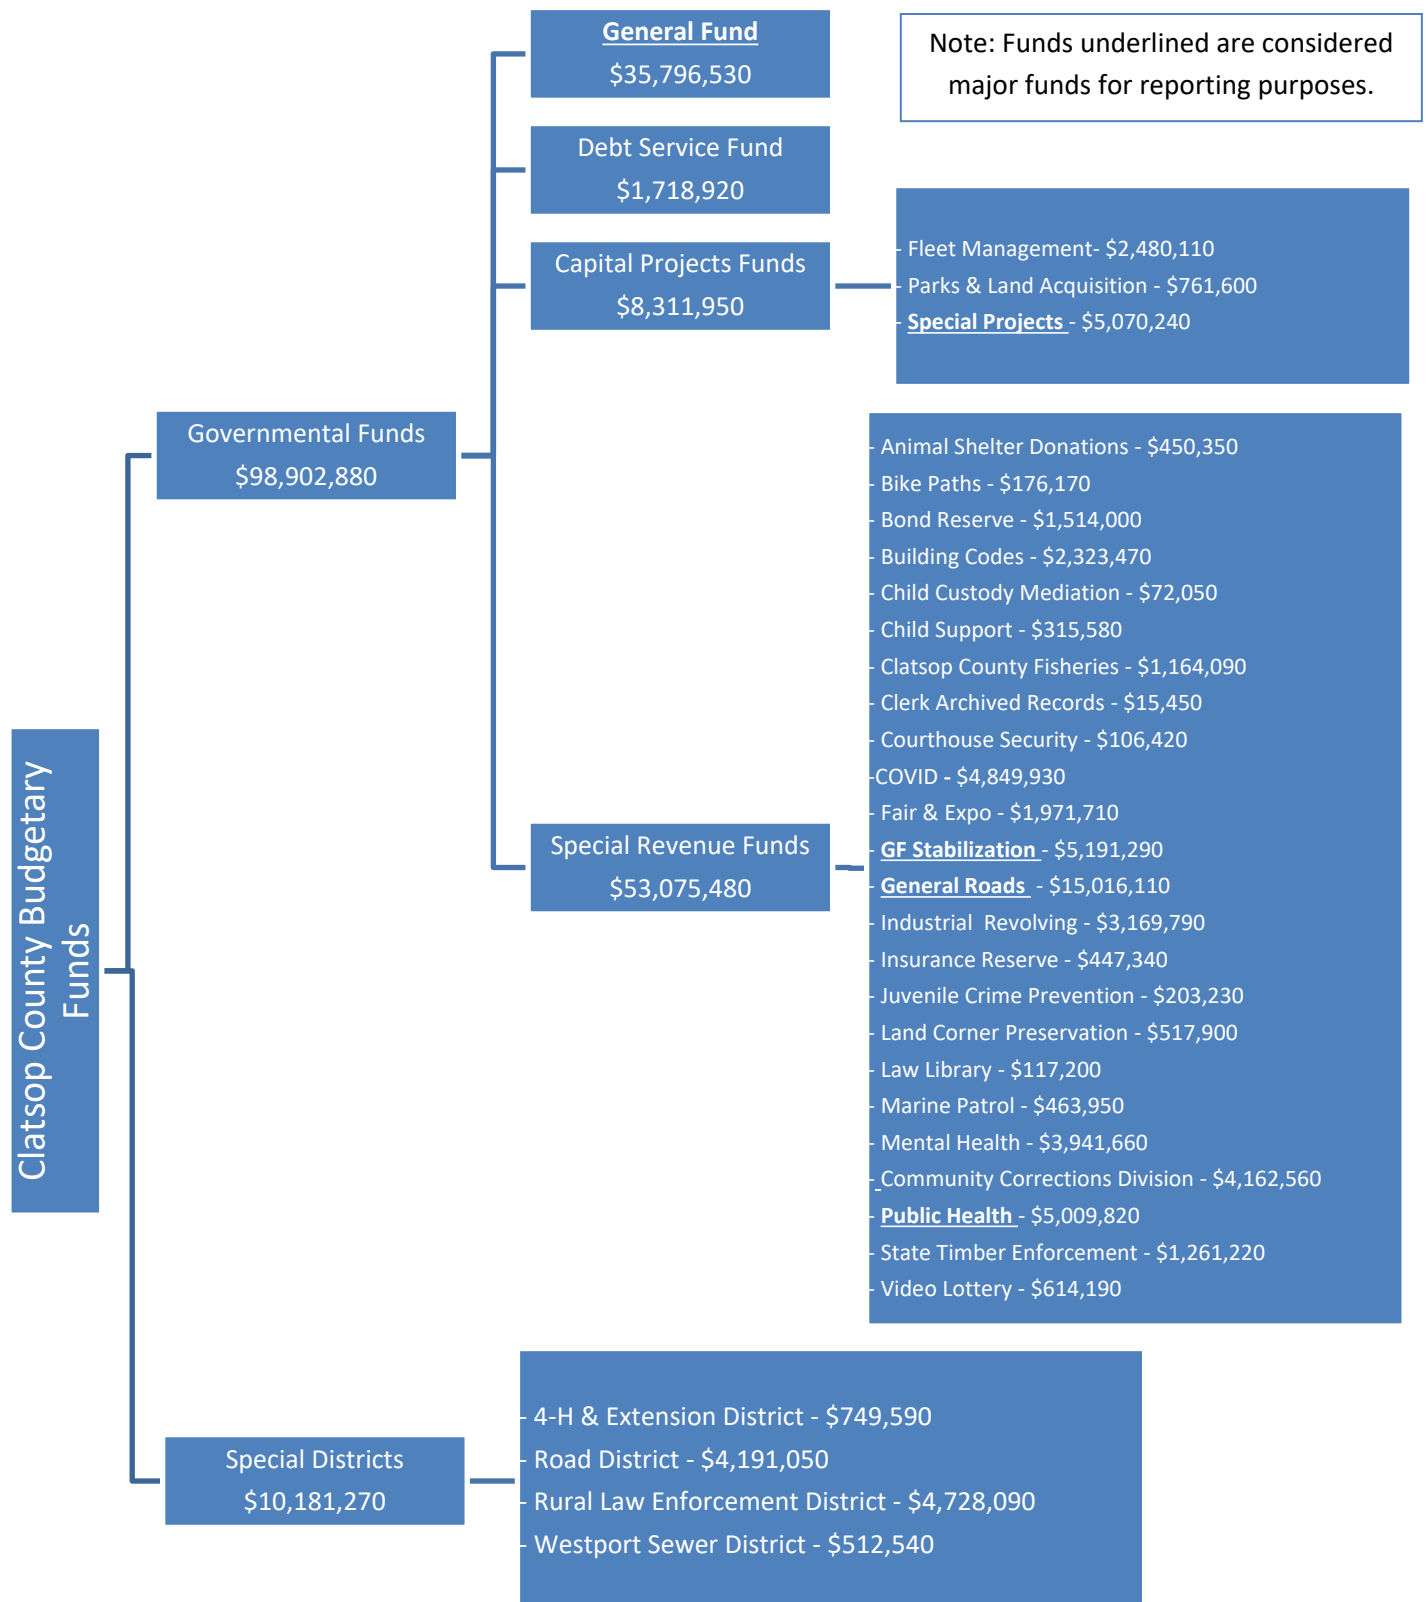 General Fund
$35,796,530
Note: Funds underlined are considered
major funds for reporting purposes.
Debt Service Fund
$1,718,920
Capital Projects Funds
$8,311,950
- Fleet Management- $2,480,110
- Parks & Land Acquisition - $761,600
- Special Projects - $5,070,240
Governmental Funds
$98,902,880
- Animal Shelter Donations - $450,350
- Bike Paths - $176,170
- Bond Reserve - $1,514,000
- Building Codes - $2,323,470
- Child Custody Mediation - $72,050
- Child Support - $315,580
- Clatsop County Fisheries - $1,164,090
- Clerk Archived Records - $15,450
- Courthouse Security - $106,420
-COVID - $4,849,930
- Fair & Expo - $1,971,710
- GF Stabilization - $5,191,290
- General Roads - $15,016,110
- Industrial Revolving - $3,169,790
- Insurance Reserve - $447,340
- Juvenile Crime Prevention - $203,230
- Land Corner Preservation - $517,900
- Law Library - $117,200
- Marine Patrol - $463,950
- Mental Health - $3,941,660
- Community Corrections Division - $4,162,560
- Public Health - $5,009,820
- State Timber Enforcement - $1,261,220
- Video Lottery - $614,190
Special Revenue Funds
$53,075,480
Clatsop County Budgetary
Funds
Special Districts
$10,181,270
- 4-H & Extension District - $749,590
- Road District - $4,191,050
- Rural Law Enforcement District - $4,728,090
- Westport Sewer District - $512,540